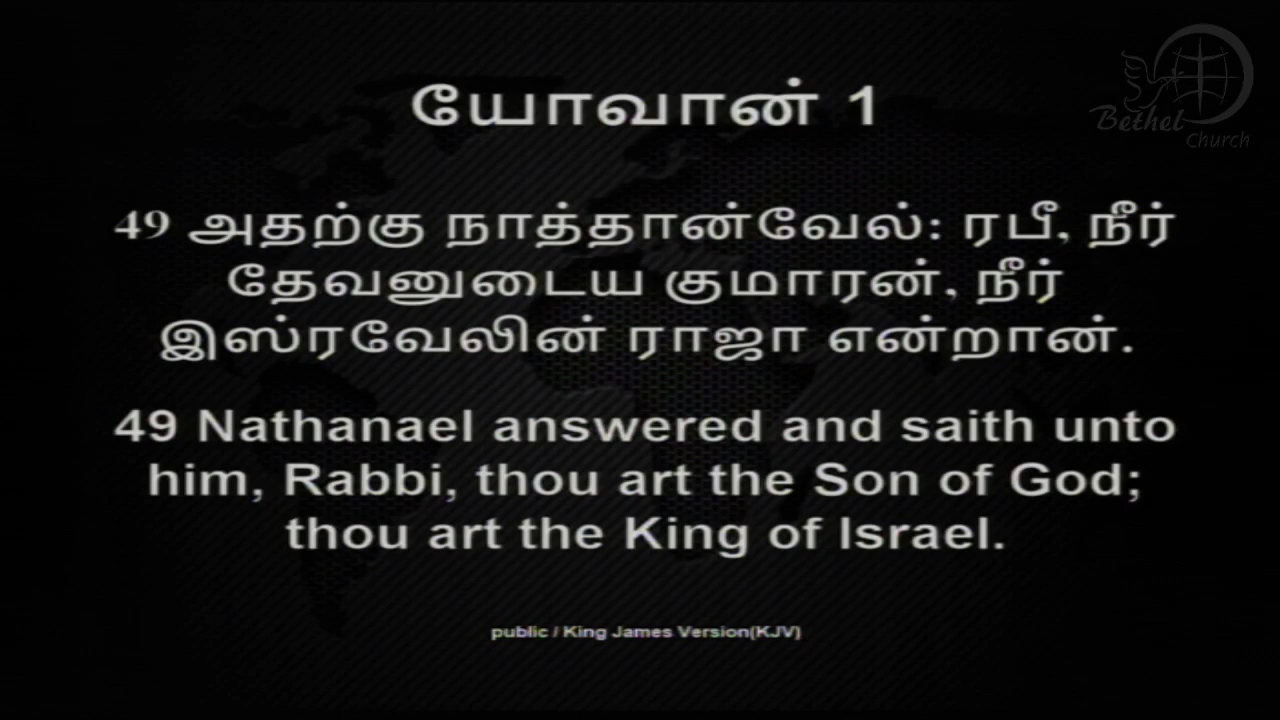 Bethel
Church
யோவான் 1
49 அதற்கு நாத்தான்வேல்: ரபீ, நீர்
தேவனுடைய குமாரன், நீர்
இஸ்ரவேலின் ராஜா என்றான்.
49 Nathanael answered and saith unto
him, Rabbi, thou art the Son of God;
thou art the King of Israel.
public / King James Version(KJV)